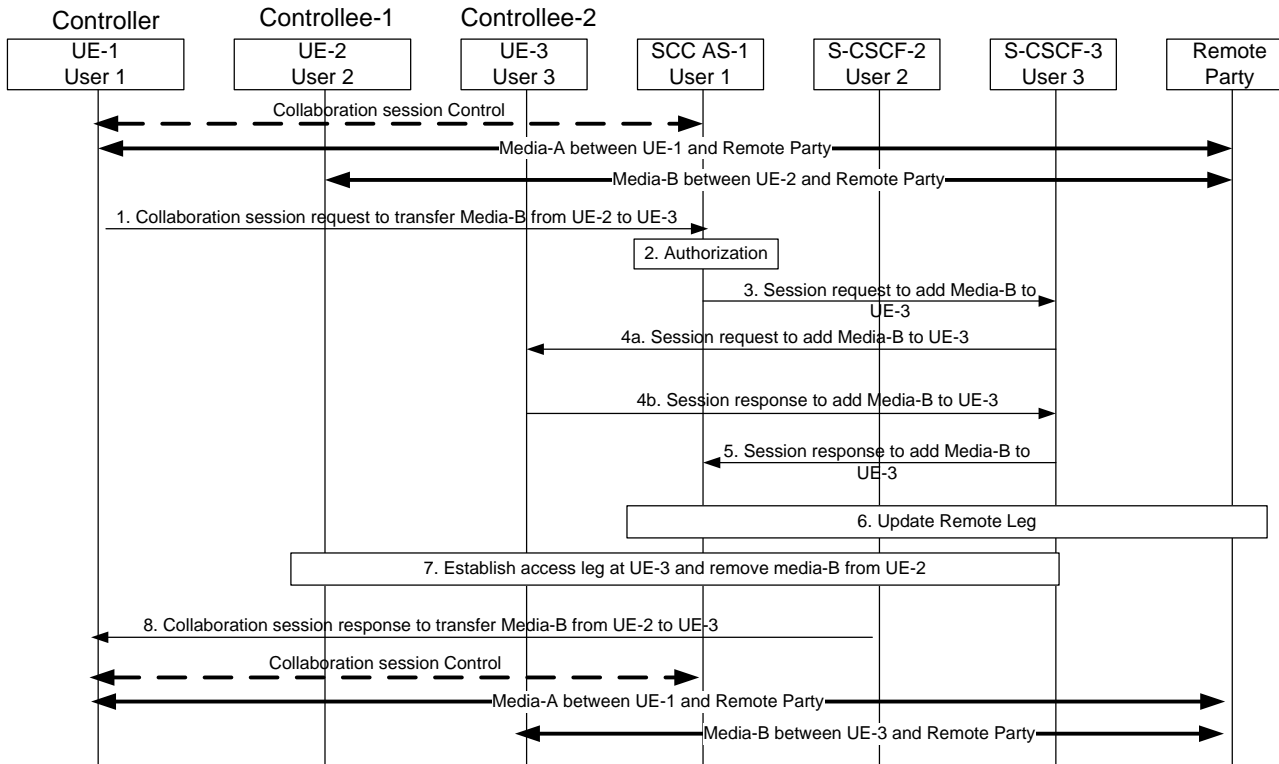 Controller
Controllee-1
Controllee-2
UE-1
User 1
UE-2
User 2
UE-3
User 3
SCC AS-1
User 1
S-CSCF-2
User 2
S-CSCF-3
User 3
Remote
Party
Collaboration session Control
Media-A between UE-1 and Remote Party
Media-B between UE-2 and Remote Party
1. Collaboration session request to transfer Media-B from UE-2 to UE-3
2. Authorization
3. Session request to add Media-B to
UE-3
4a. Session request to add Media-B to UE-3
4b. Session response to add Media-B to UE-3
5. Session response to add Media-B to
UE-3
6. Update Remote Leg
7. Establish access leg at UE-3 and remove media-B from UE-2
8. Collaboration session response to transfer Media-B from UE-2 to UE-3
Collaboration session Control
Media-A between UE-1 and Remote Party
Media-B between UE-3 and Remote Party